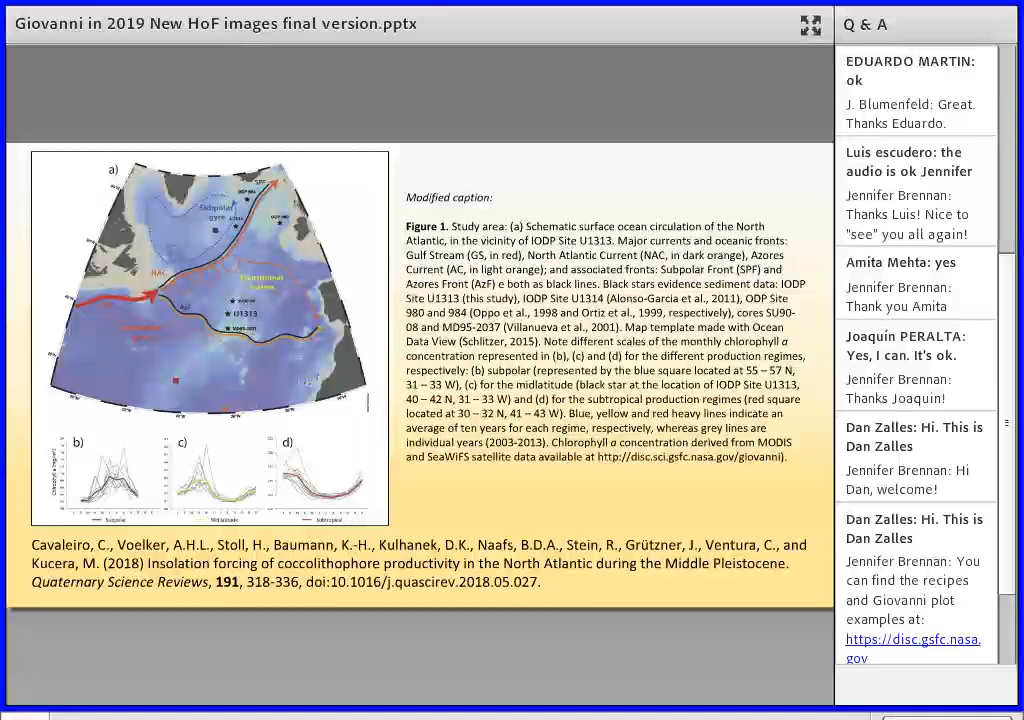 Giovanni in 2019 New HoF images final version.pptx
a)
SPF
Subpolar
gyre
NAC
Transitional
AzF
U1313
b)
c)
d)
Subpolar
Midlatitude
Subtropical
Modified caption:
Figure 1. Study area: (a) Schematic surface ocean circulation of the North
Atlantic, in the vicinity of IODP Site U1313. Major currents and oceanic fronts:
Gulf Stream (GS, in red), North Atlantic Current (NAC, in dark orange), Azores
Current (AC, in light orange); and associated fronts: Subpolar Front (SPF) and
Azores Front (AzF) e both as black lines. Black stars evidence sediment data: IODP
Site U1313 (this study), IODP Site U1314 (Alonso-Garcia et al., 2011), ODP Site
980 and 984 (Oppo et al., 1998 and Ortiz et al., 1999, respectively), cores SU90-
08 and MD95-2037 (Villanueva et al., 2001). Map template made with Ocean
Data View (Schlitzer, 2015). Note different scales of the monthly chlorophyll a
concentration represented in (b), (c) and (d) for the different production regimes,
respectively: (b) subpolar (represented by the blue square located at 55 – 57 N,
31 – 33 W), (c) for the midlatitude (black star at the location of IODP Site U1313,
40 – 42 N, 31 – 33 W) and (d) for the subtropical production regimes (red square
located at 30 – 32 N, 41 – 43 W). Blue, yellow and red heavy lines indicate an
average of ten years for each regime, respectively, whereas grey lines are
individual years (2003-2013). Chlorophyll a concentration derived from MODIS
and SeaWiFS satellite data available at http://disc.sci.gsfc.nasa.gov/giovanni).
Cavaleiro, C., Voelker, A.H.L., Stoll, H., Baumann, K.-H., Kulhanek, D.K., Naafs, B.D.A., Stein, R., Grützner, J., Ventura, C., and
Kucera, M. (2018) Insolation forcing of coccolithophore productivity in the North Atlantic during the Middle Pleistocene.
Quaternary Science Reviews, 191, 318-336, doi:10.1016/j.quascirev.2018.05.027.
Q & A
EDUARDO MARTIN:
ok
J. Blumenfeld: Great.
Thanks Eduardo.
Luis escudero: the
audio is ok Jennifer
Jennifer Brennan:
Thanks Luis! Nice to
"see" you all again!
Amita Mehta: yes
Jennifer Brennan:
Thank you Amita
Joaquín PERALTA:
Yes, I can. It's ok.
Jennifer Brennan:
Thanks Joaquin!
Dan Zalles: Hi. This is
Dan Zalles
Jennifer Brennan: Hi
Dan, welcome!
Dan Zalles: Hi. This is
Dan Zalles
Jennifer Brennan: You
can find the recipes
and Giovanni plot
examples at:
https://disc.gsfc.nasa.
gov